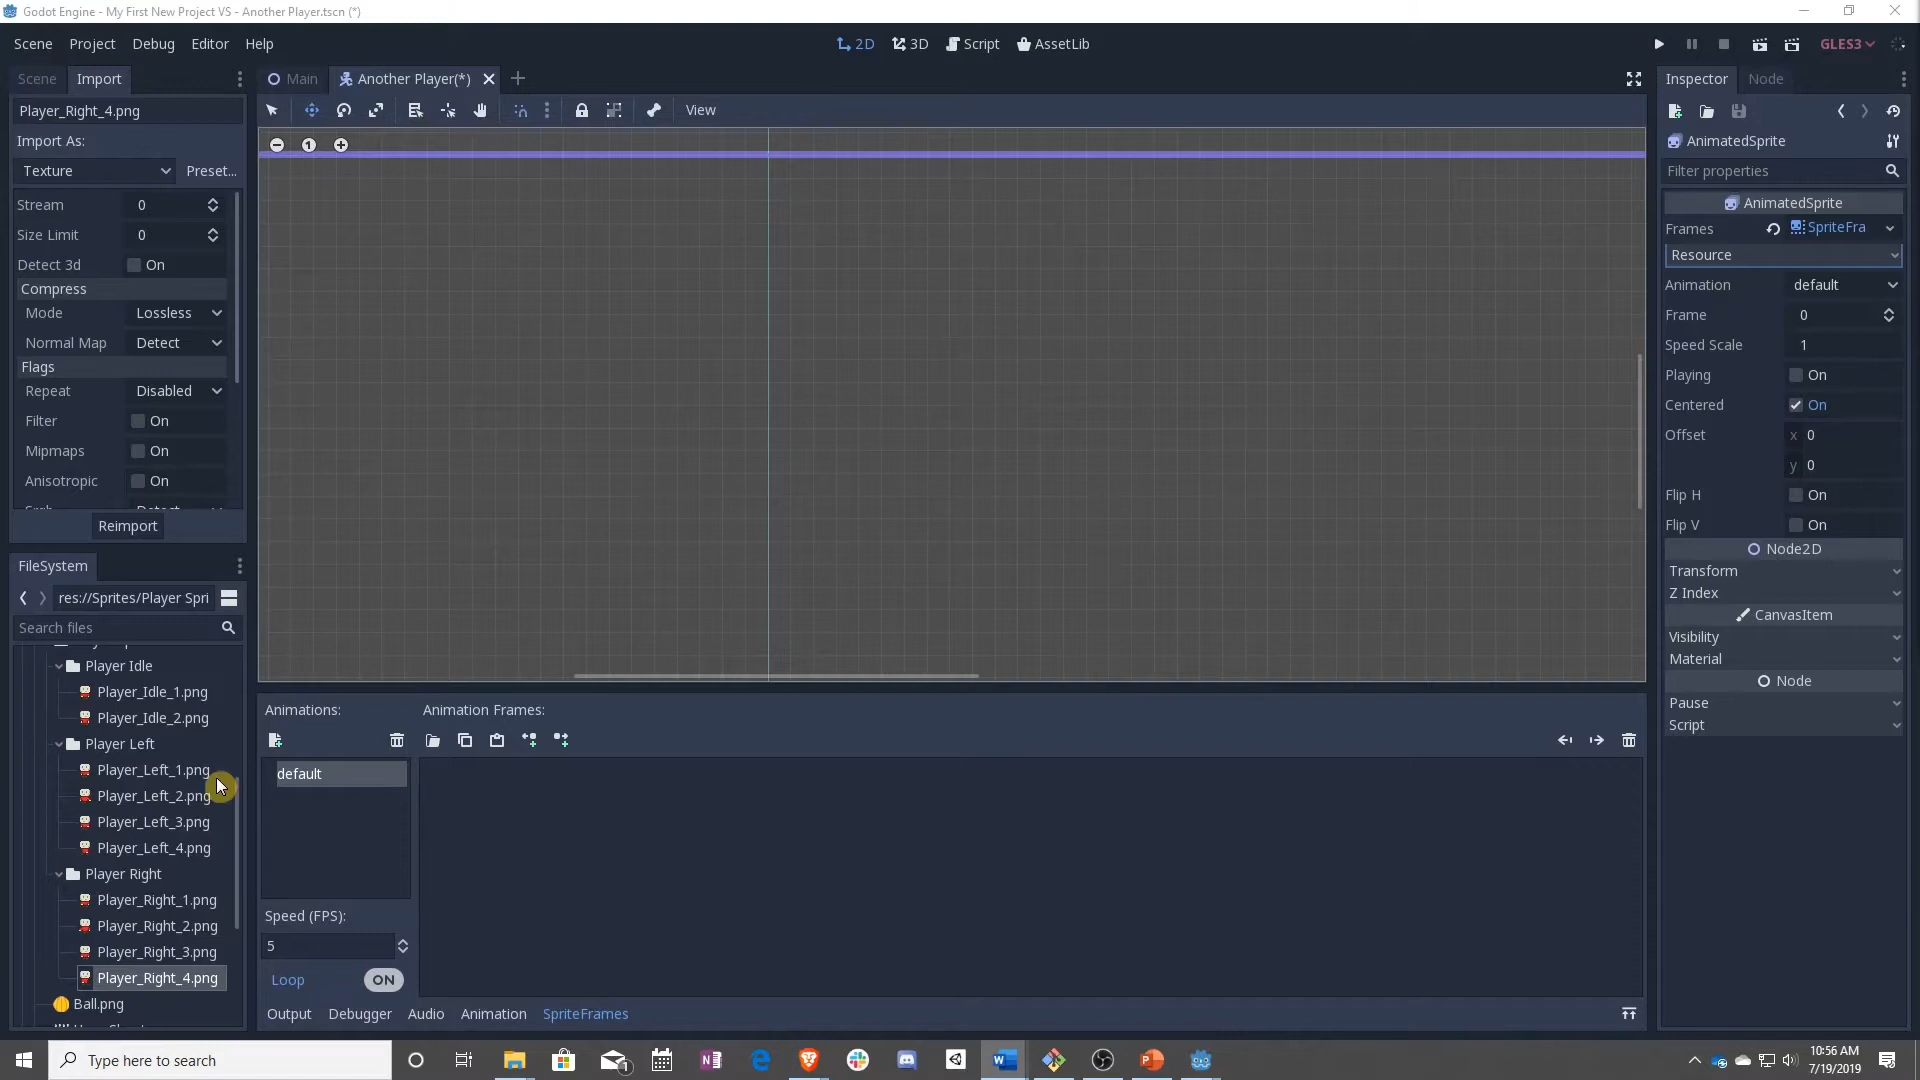 Godot Engine - My First New Project VS - Another Player.tscn (*)
Scene Project Debug Editor Help
2D 3D Script AssetLib
GLES3
Scene Import
Main Another Player(*)
Inspector Node
Player_Right_4.png
View
Import As:
AnimatedSprite
Texture Preset...
Filter properties
Stream 0
AnimatedSprite
Frames SpriteFra
Size Limit 0
Resource
Detect 3d On
Compress
Animation default
Mode Lossless
Frame 0
Normal Map Detect
Speed Scale 1
Flags
Playing On
Repeat Disabled
Centered On
Filter On
Offset x 0
Mipmaps On
y 0
Anisotropic On
Flip H On
Reimport
Flip V On
Node2D
FileSystem
Transform
res://Sprites/Player Spri
Z Index
CanvasItem
Search files
Visibility
Player Idle
Material
Node
Player_Idle_1.png
Pause
Player_Idle_2.png
Script
Animations: Animation Frames:
Player Left
Player_Left_1.png
default
Player_Left_2.png
Player_Left_3.png
Player_Left_4.png
Player Right
Player_Right_1.png
Speed (FPS):
Player_Right_2.png
5
Player_Right_3.png
Player_Right_4.png
Loop ON
Ball.png
Output Debugger Audio Animation SpriteFrames
Type here to search
10:56 AM
7/19/2019